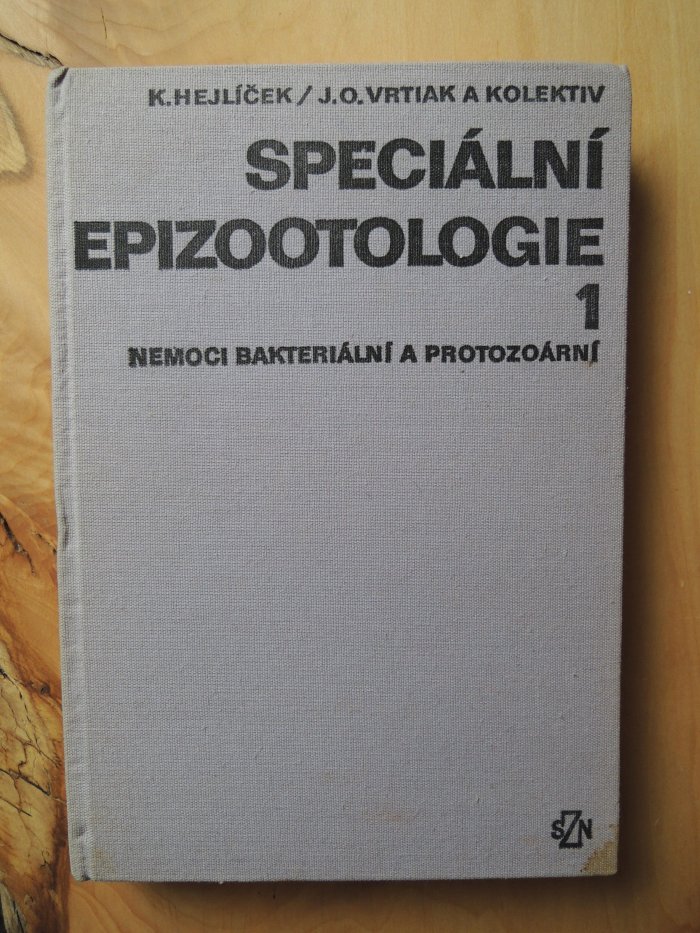 K. HEJLÍČEK / J. O. VRTIAK A KOLEKTIV
SPECIÁLNÍ
EPIZOOTOLOGIE
1
NEMOCI BAKTERIÁLNÍ A PROTOZOÁRNÍ
SZN